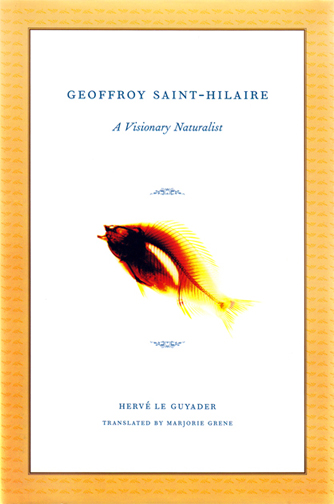 GEOFFROY SAINT-HILAIRE
A Visionary Naturalist
HERVÉ LE GUYADER
TRANSLATED BY MARJORIE GRENE